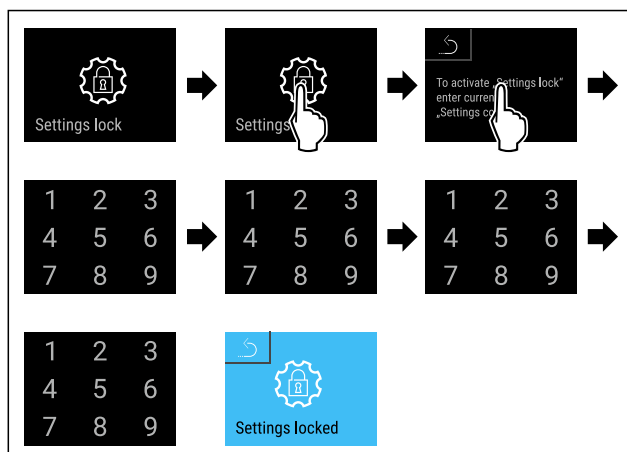 Settings lock
Settings
To activate „Settings lock“
enter curren
„Settings co
1 2 3
4 5 6
7 8 9
1 2 3
4 5 6
7 8 9
1 2 3
4 5 6
7 8 9
1 2 3
4 5 6
7 8 9
Settings locked